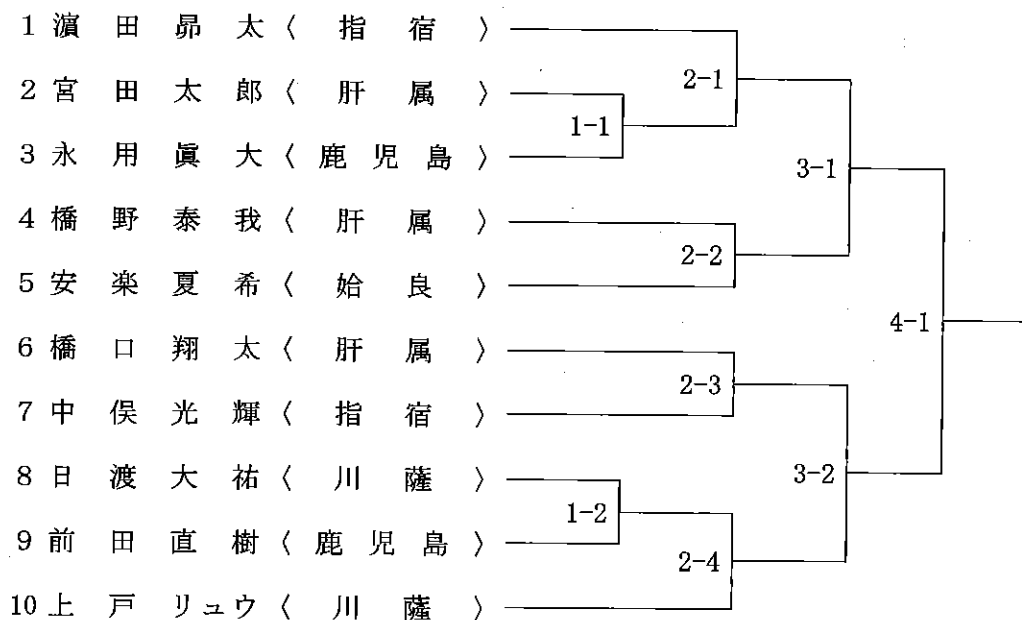 1 濵田昴太〈指宿〉
2 宮田太郎〈肝属〉
3 永用眞大〈鹿児島〉
4 橋野泰我〈肝属〉
5 安楽夏希〈姶良〉
6 橋口翔太〈肝属〉
7 中俣光輝〈指宿〉
8 日渡大祐〈川薩〉
9 前田直樹〈鹿児島〉
10 上戸リュウ〈川薩〉
1-1
1-2
2-1
2-2
2-3
2-4
3-1
3-2
4-1